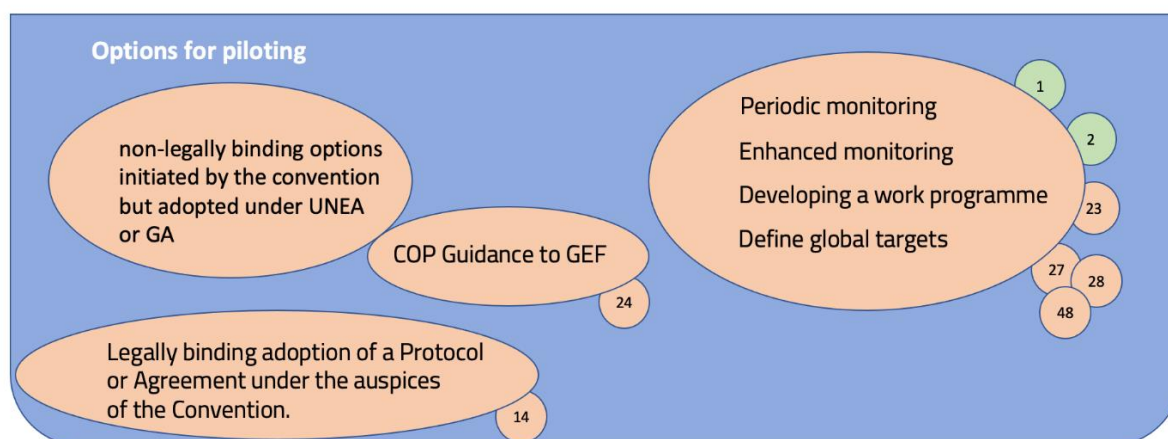 Options for piloting
non-legally binding options
initiated by the convention
but adopted under UNEA
or GA
COP Guidance to GEF
24
Legally binding adoption of a Protocol
or Agreement under the auspices
of the Convention.
14
Periodic monitoring
Enhanced monitoring
Developing a work programme
Define global targets
1
2
23
27
28
48